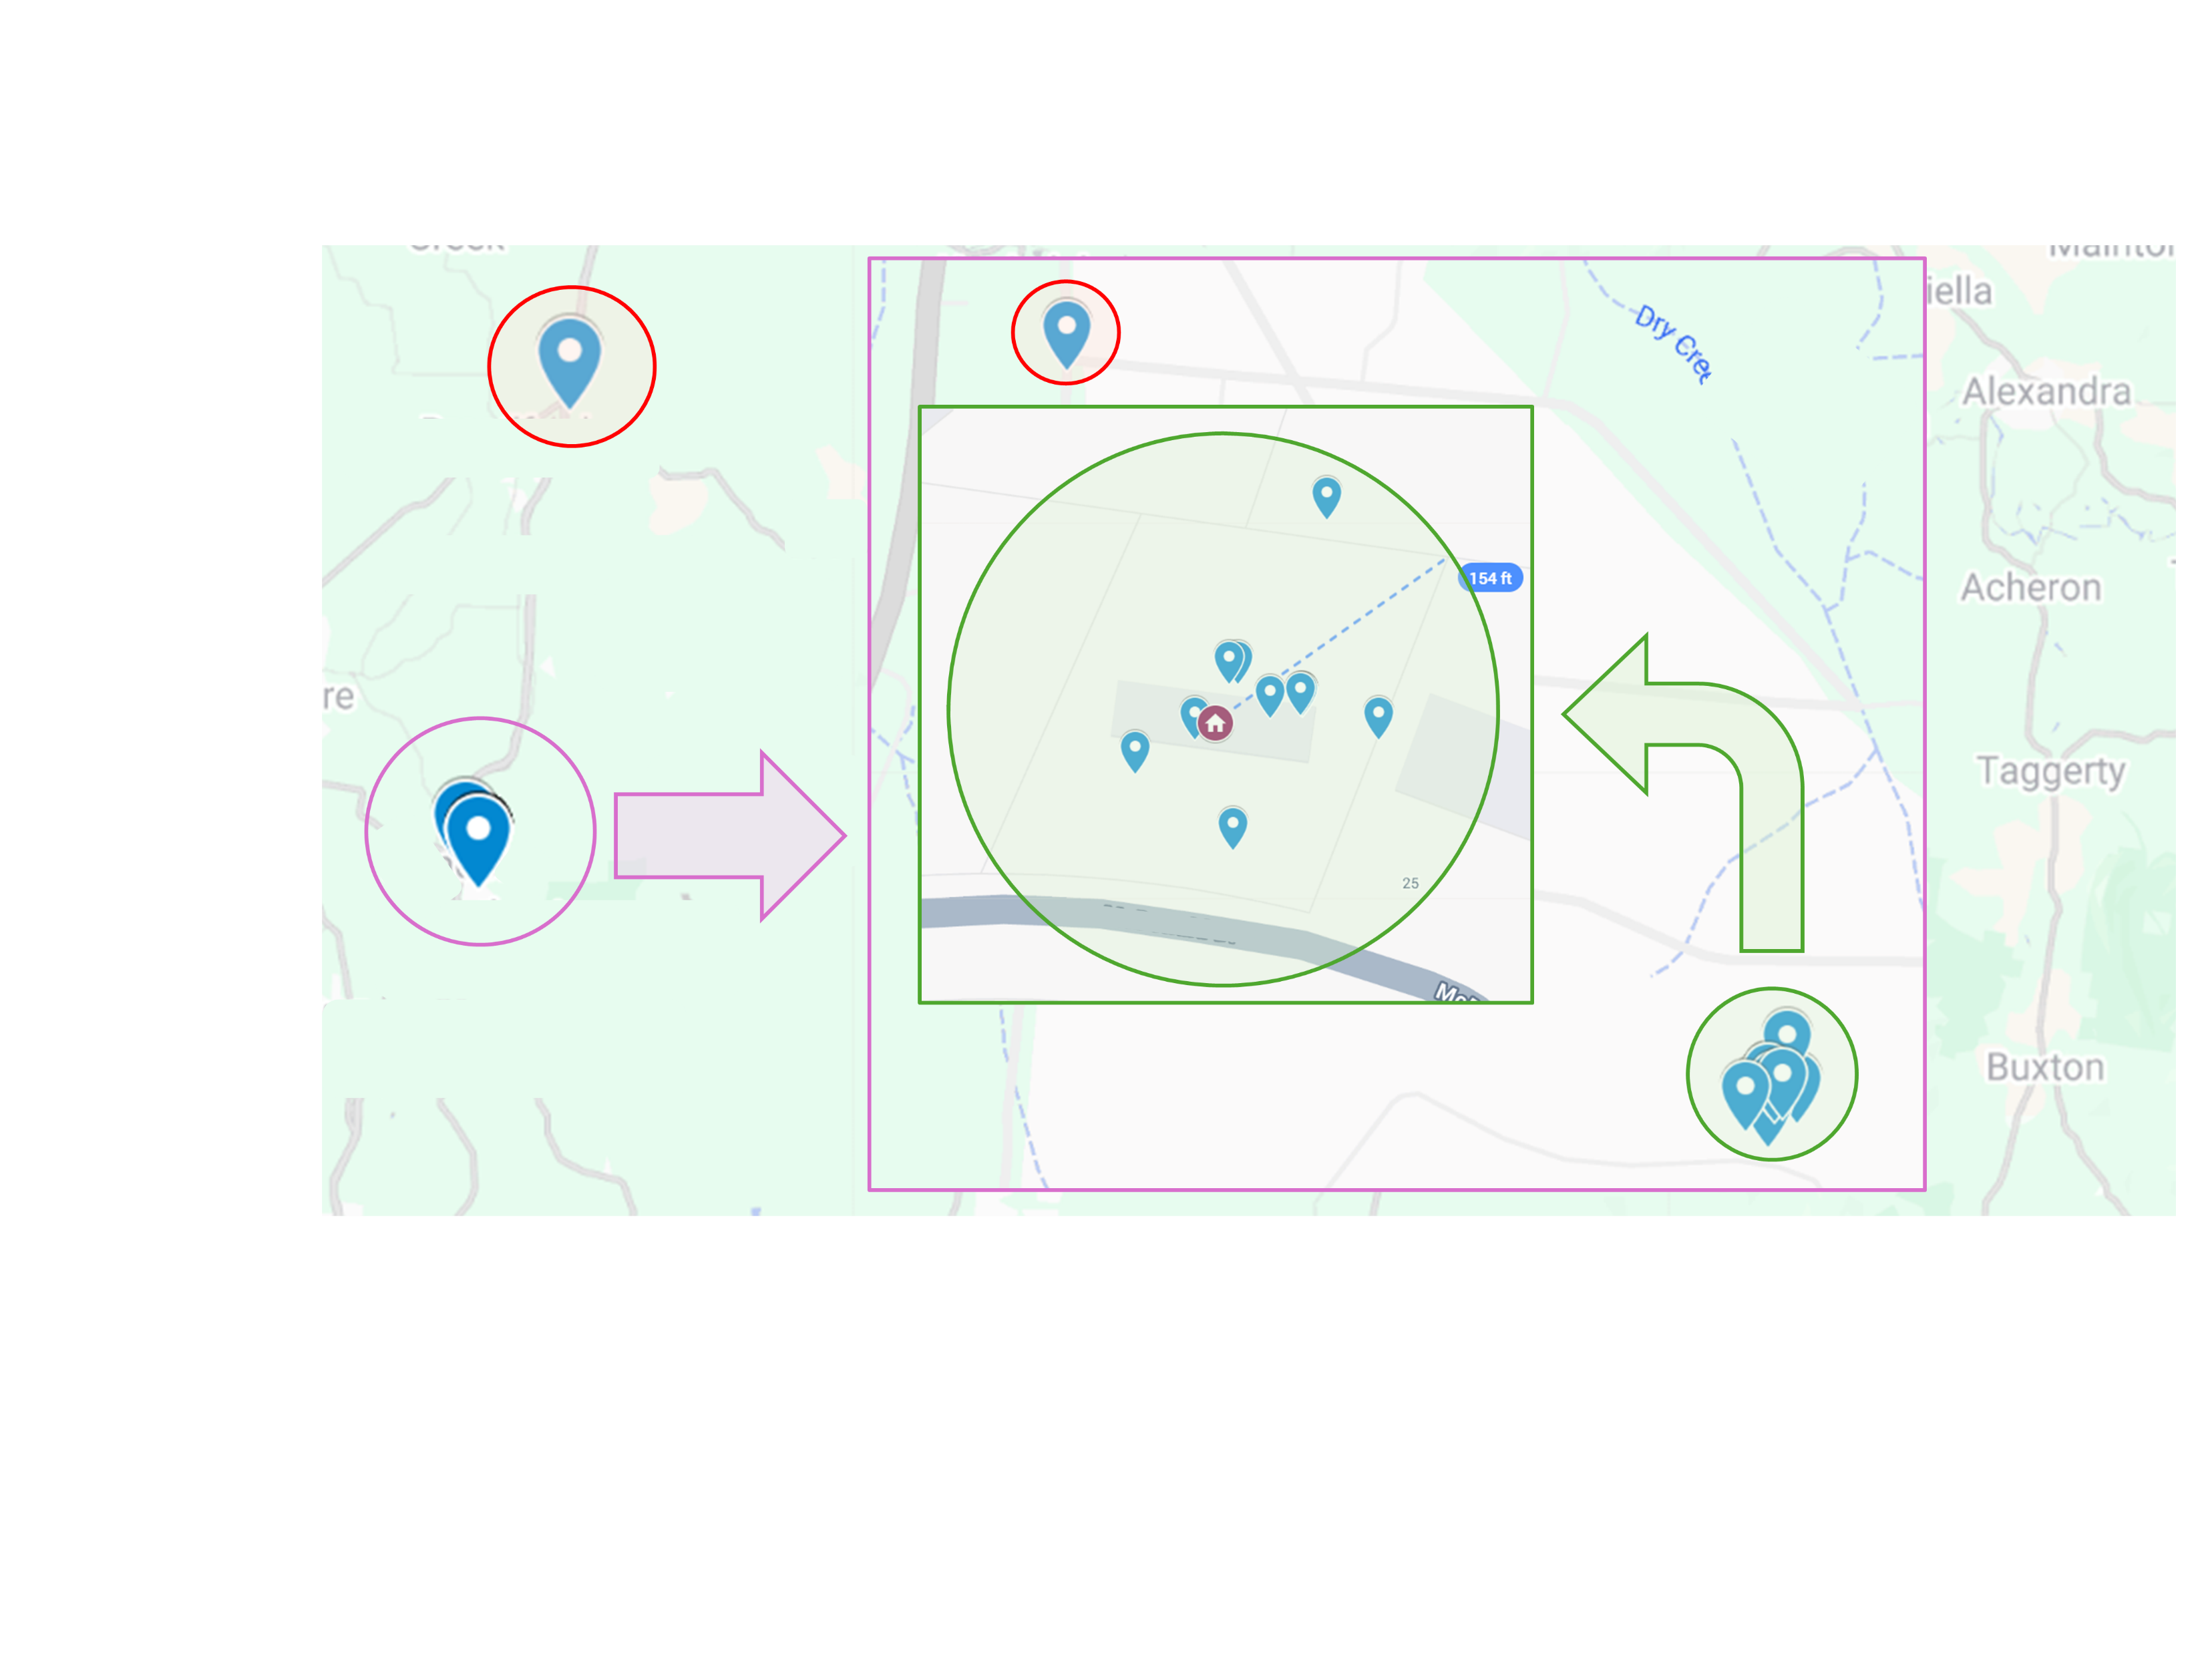 Dry Cre
iella
Alexandra
154 ft
Acheron
re
Taggerty
25
Buxton